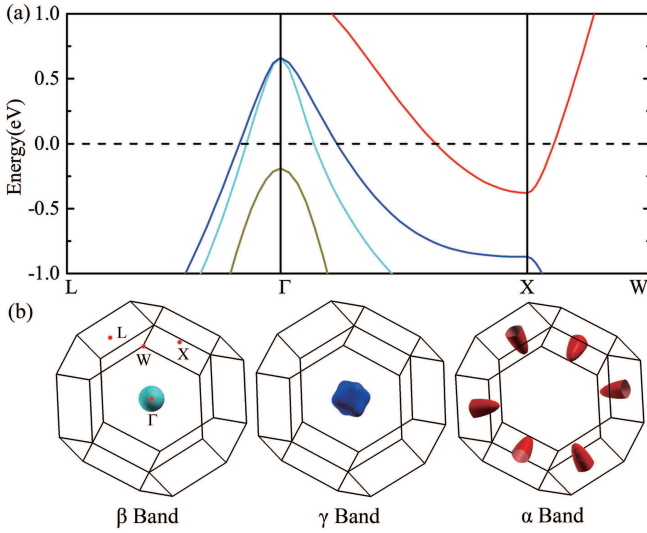 (a)
1.0
0.5
0.0
-0.5
-1.0
Energy(eV)
L Γ X W
(b)
L
W X
Γ
β Band γ Band α Band